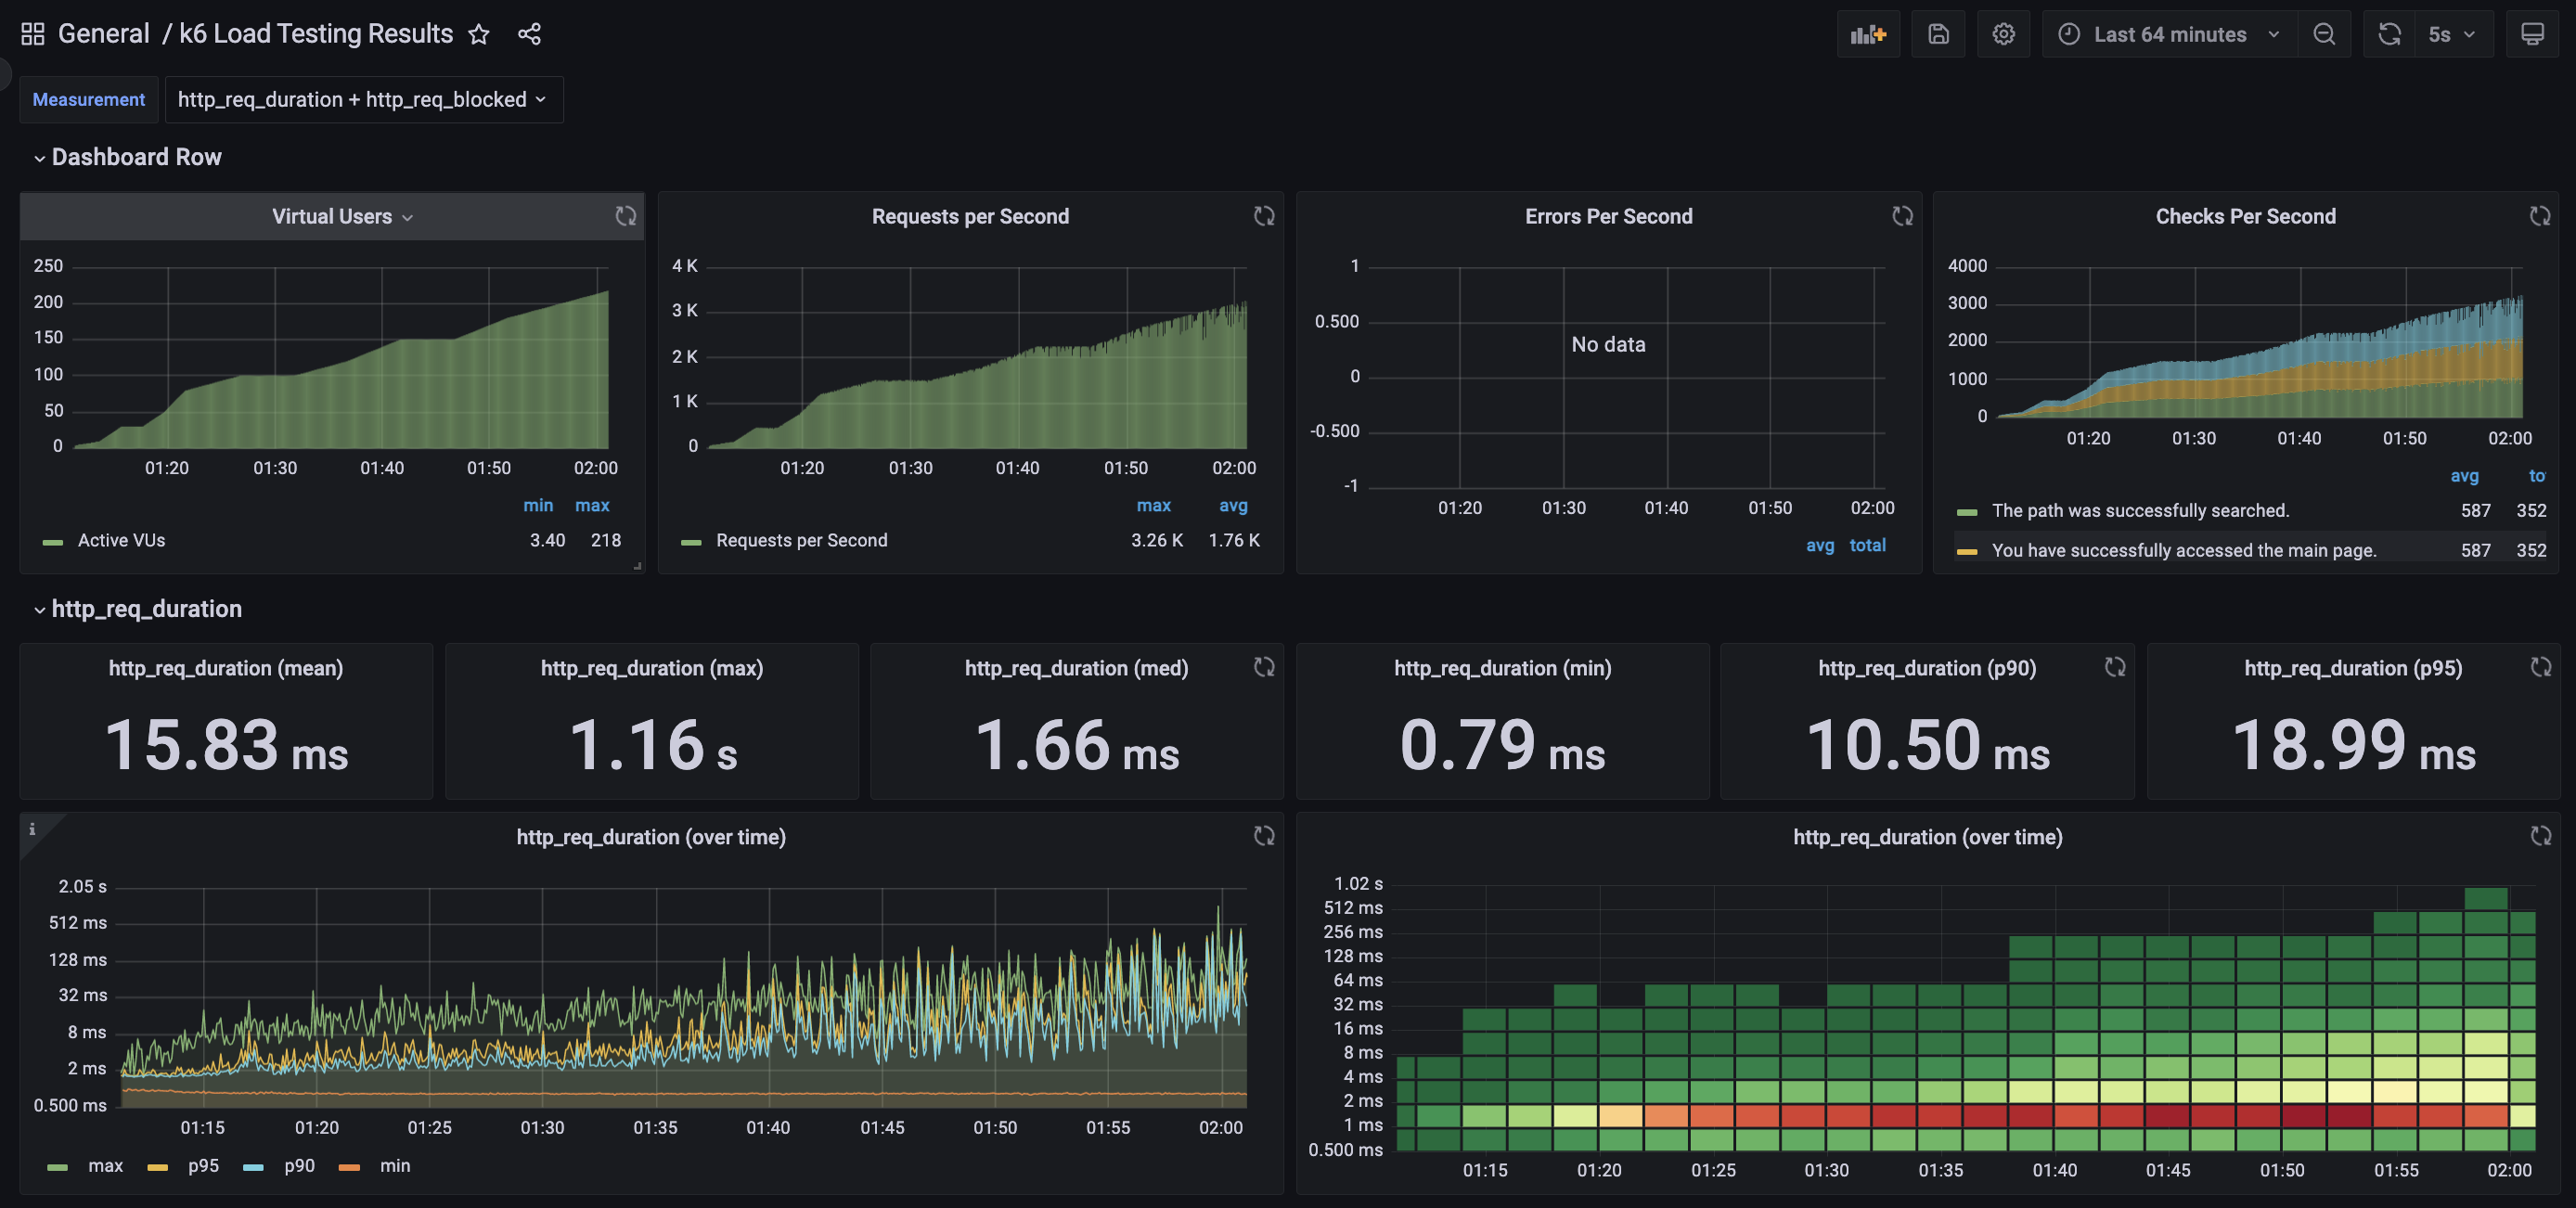 General / k6 Load Testing Results
Last 64 minutes
5s
Measurement
http_req_duration + http_req_blocked
Dashboard Row
Virtual Users
250
200
150
100
50
0
01:20 01:30 01:40 01:50 02:00
min max
Active VUs 3.40 218
Requests per Second
4 K
3 K
2 K
1 K
0
01:20 01:30 01:40 01:50 02:00
max avg
Requests per Second 3.26 K 1.76 K
Errors Per Second
1
0.500
0
-0.500
-1
No data
01:20 01:30 01:40 01:50 02:00
avg total
Checks Per Second
4000
3000
2000
1000
0
01:20 01:30 01:40 01:50 02:00
avg to
The path was successfully searched. 587 352
You have successfully accessed the main page. 587 352
http_req_duration
http_req_duration (mean)
15.83 ms
http_req_duration (max)
1.16 s
http_req_duration (med)
1.66 ms
http_req_duration (min)
0.79 ms
http_req_duration (p90)
10.50 ms
http_req_duration (p95)
18.99 ms
i
http_req_duration (over time)
2.05 s
512 ms
128 ms
32 ms
8 ms
2 ms
0.500 ms
01:15 01:20 01:25 01:30 01:35 01:40 01:45 01:50 01:55 02:00
max p95 p90 min
http_req_duration (over time)
1.02 s
512 ms
256 ms
128 ms
64 ms
32 ms
16 ms
8 ms
4 ms
2 ms
1 ms
0.500 ms
01:15 01:20 01:25 01:30 01:35 01:40 01:45 01:50 01:55 02:00